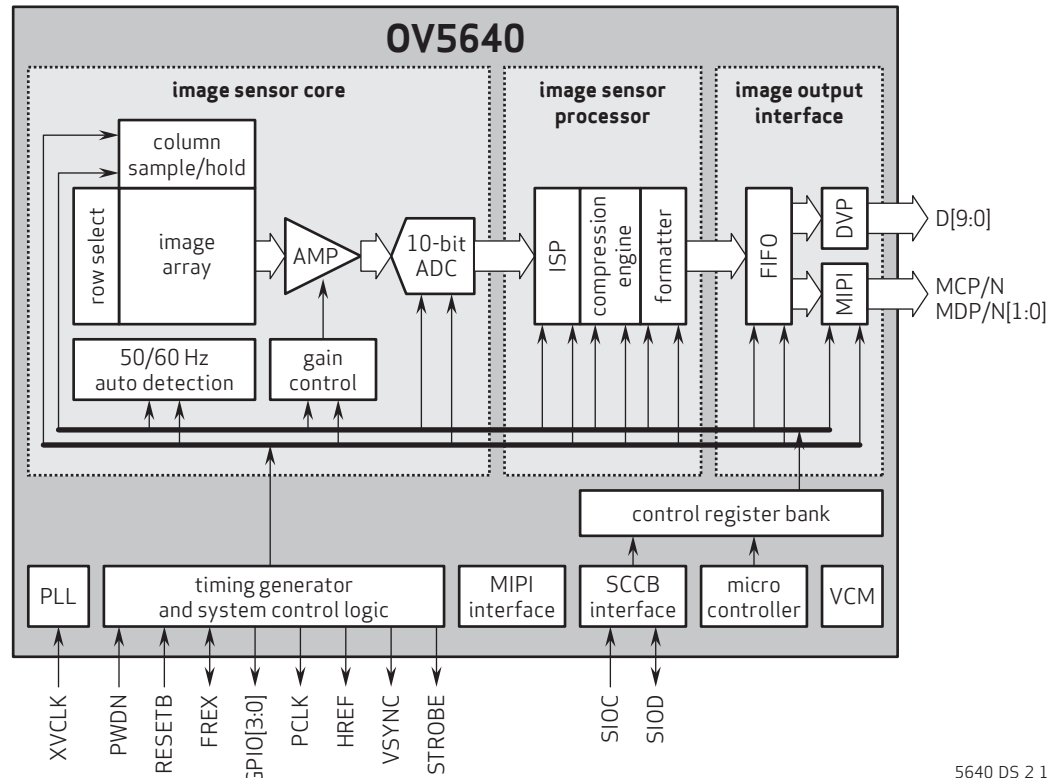 OV5640
image sensor core
image sensor
processor
image output
interface
column
sample/hold
row select
image
array
AMP
10-bit
ADC
ISP
compression
engine
formatter
FIFO
DVP
MIPI
D[9:0]
MCP/N
MDP/N[1:0]
50/60 Hz
auto detection
gain
control
control register bank
PLL
timing generator
and system control logic
MIPI
interface
SCCB
interface
micro
controller
VCM
XVCLK
PWDN
RESETB
FREX
GPIO[3:0]
PCLK
HREF
VSYNC
STROBE
SIOC
SIOD
5640 DS 2 1